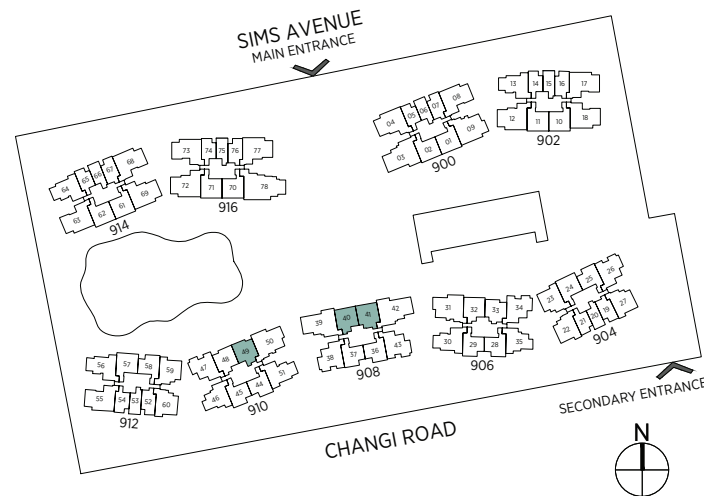 SIMS AVENUE
MAIN ENTRANCE
04 05 06 07 08
03 02 01 09
900
13 14 15 16 17
12 11 10 18
902
64 65 66 67 68
63 62 61 69
914
73 74 75 76 77
72 71 70 78
916
23 24 25 26
22 21 20 19 27
904
31 32 33 34
30 29 28 35
906
39 40 41 42
38 37 36 43
908
47 48 49 50
46 45 44 51
910
56 57 58 59
55 54 53 52 60
912
SECONDARY ENTRANCE
CHANGI ROAD
N